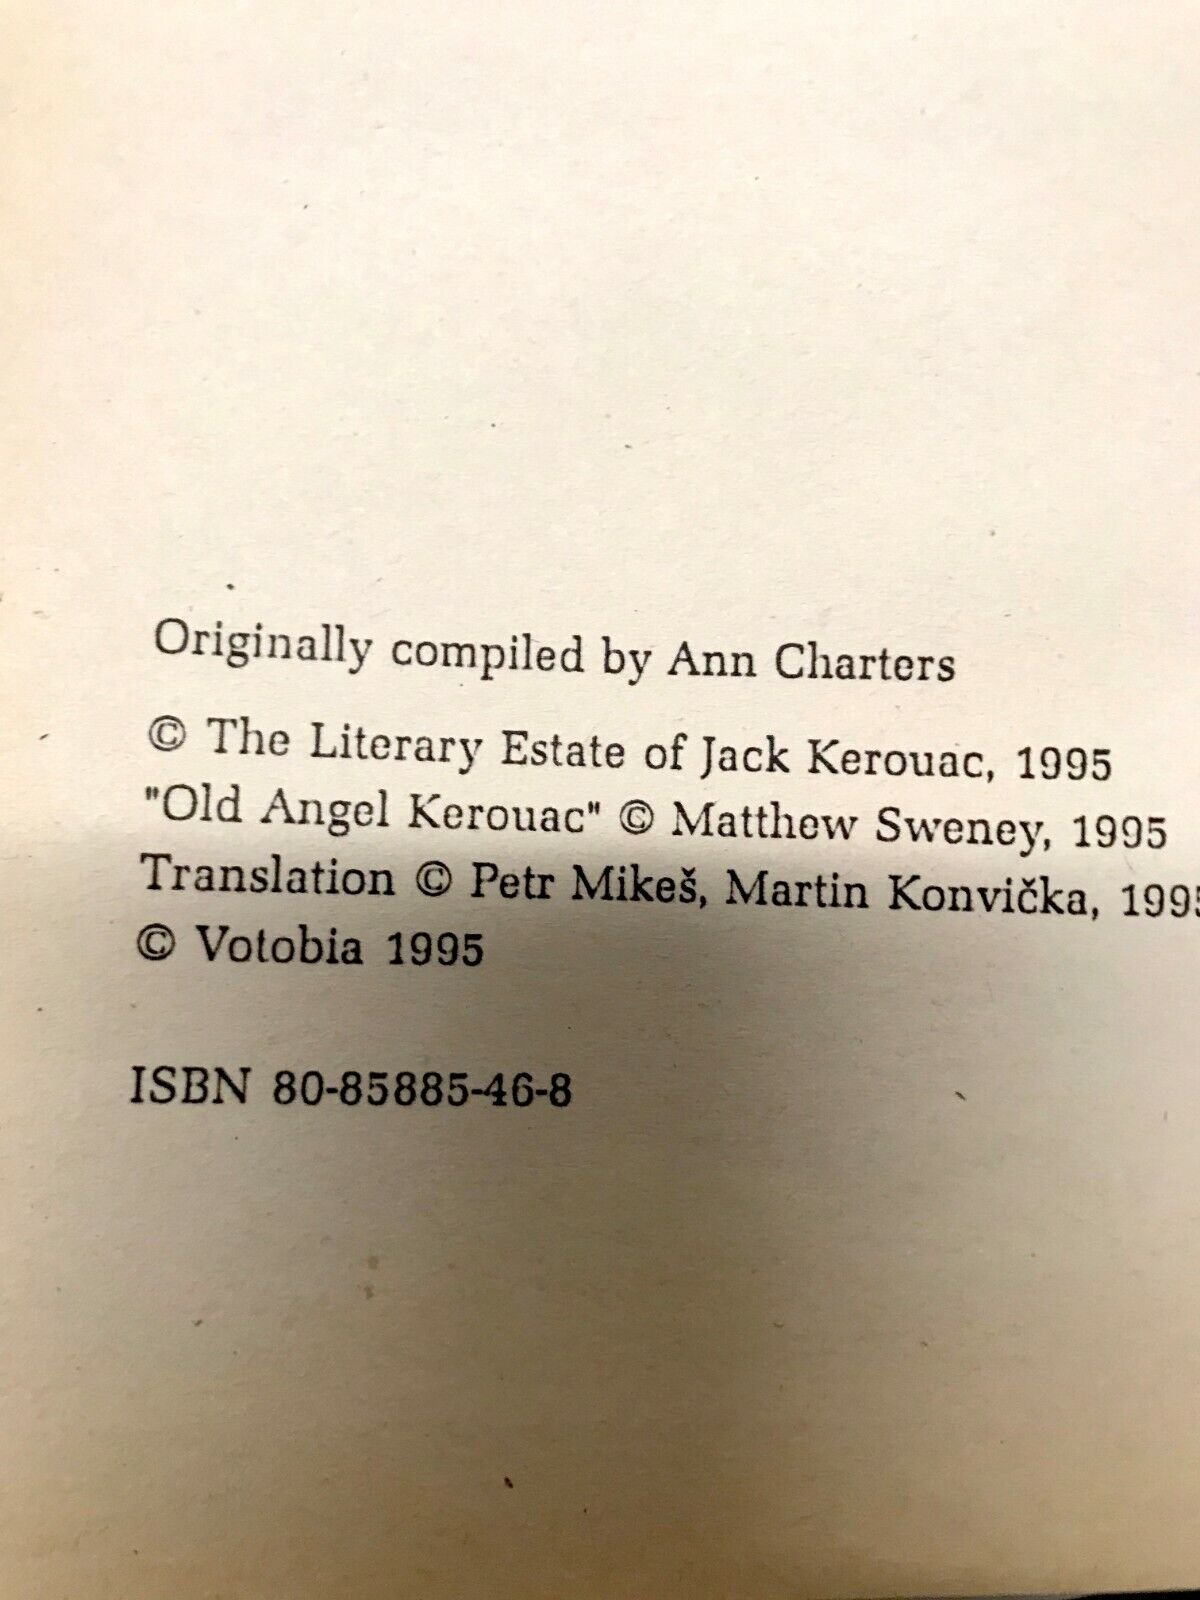 Originally compiled by Ann Charters
© The Literary Estate of Jack Kerouac, 1995
"Old Angel Kerouac" © Matthew Sweney, 1995
Translation © Petr Mikeš, Martin Konvička, 1995
© Votobia 1995
ISBN 80-85885-46-8